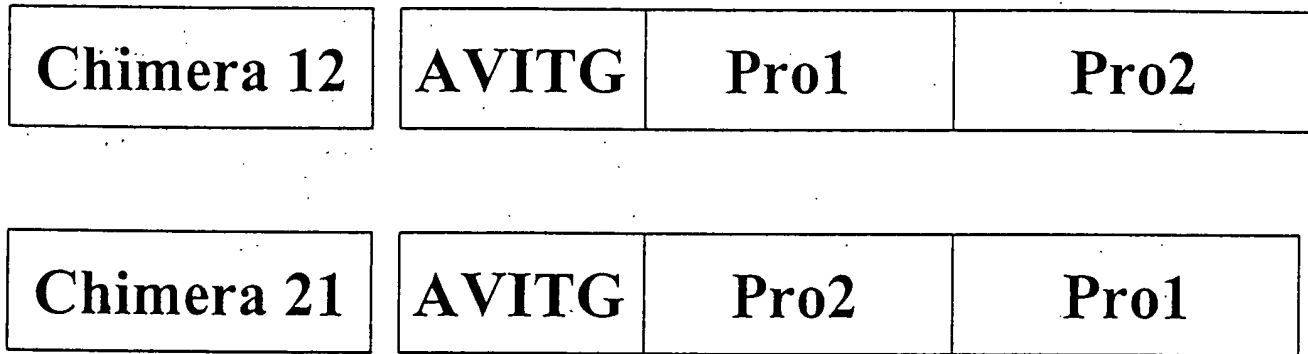 Chimera 12 AVITG Pro1 Pro2
Chimera 21 AVITG Pro2 Pro1